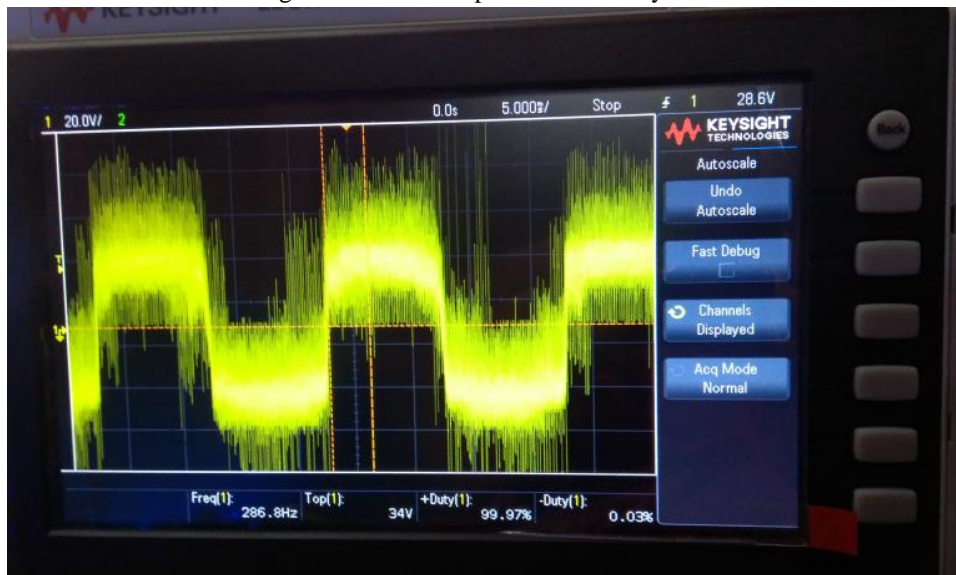 KEYSIGHT
1 20.0V/ 2 0.0s 5.000s/ Stop 1 28.6V
KEYSIGHT
TECHNOLOGIES
Autoscale
Undo
Autoscale
Fast Debug
Channels
Displayed
Acq Mode
Normal
Back
T
1
Freq(1): Top(1): +Duty(1): -Duty(1):
286.8Hz 34V 99.97% 0.03%